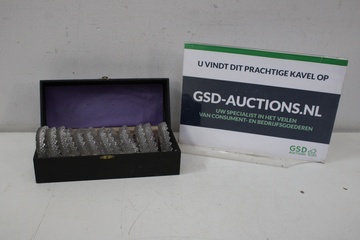 U VINDT DIT PRACHTIGE KAVEL OP
GSD-AUCTIONS.NL
UW SPECIALIST IN HET VEILEN
VAN CONSUMENT- EN BEDRIJFSGOEDEREN
GSD